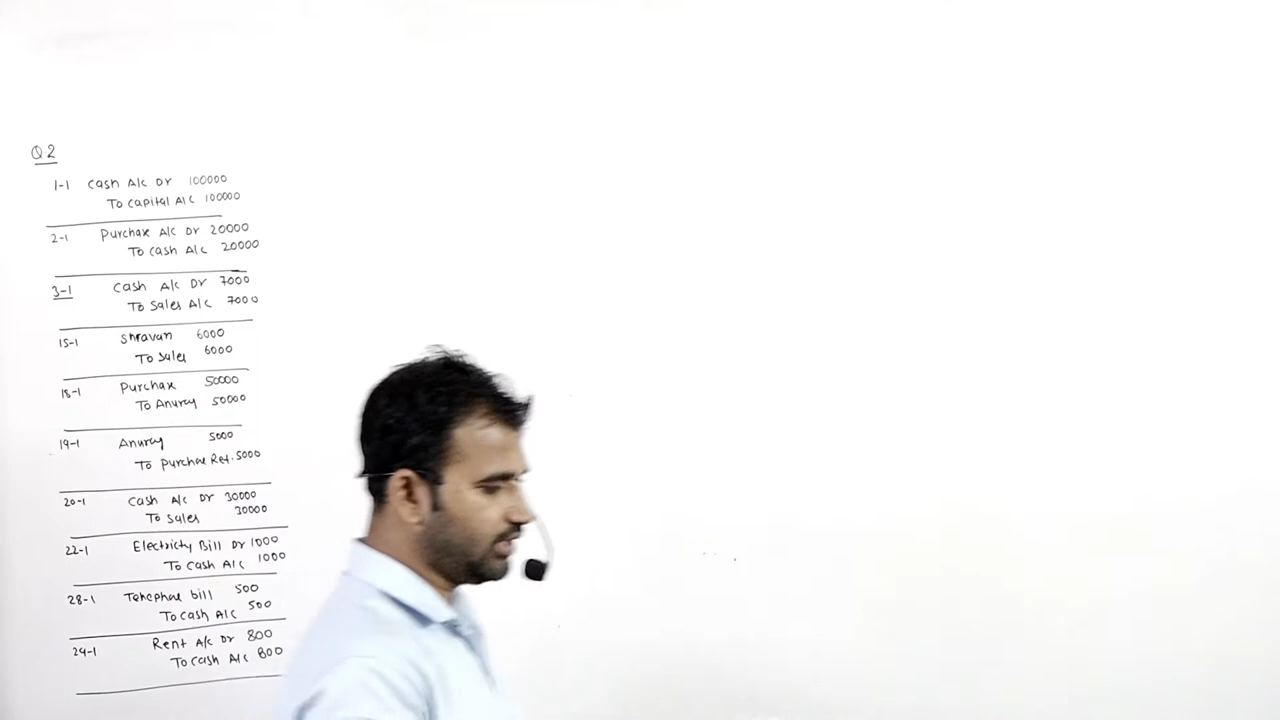 Q2
1-1 Cash A/c Dr 100000
To Capital A/c 100000
2-1 Purchase A/c Dr 20000
To Cash A/c 20000
3-1 Cash A/c Dr 7000
To Sales A/c 7000
15-1 Shravan 6000
To Sales 6000
18-1 Purchase 50000
To Anurag 50000
19-1 Anurag 5000
To Purchase Ret. 5000
20-1 Cash A/c Dr 30000
To Sales 30000
22-1 Electricty Bill Dr 1000
To Cash A/c 1000
28-1 Telephone bill 500
To Cash A/c 500
29-1 Rent A/c Dr 800
To Cash A/c 800